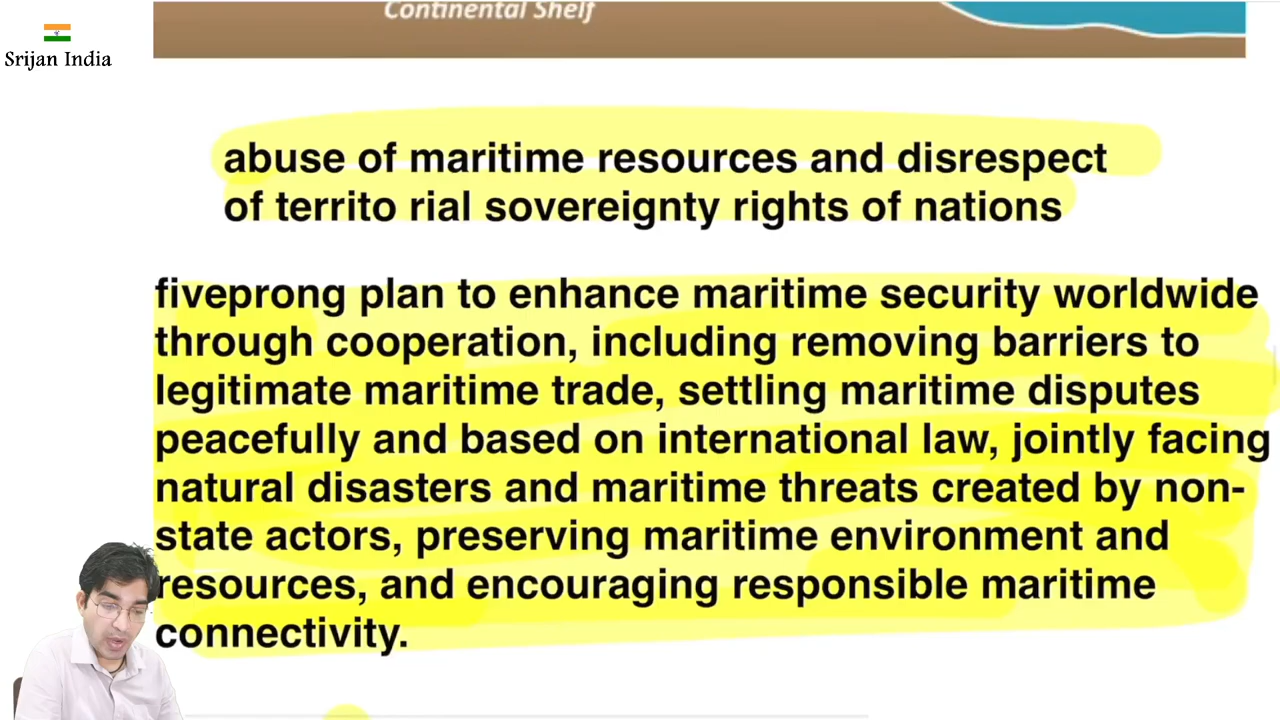 Continental Shelf
Srijan India
abuse of maritime resources and disrespect
of territo rial sovereignty rights of nations
fiveprong plan to enhance maritime security worldwide
through cooperation, including removing barriers to
legitimate maritime trade, settling maritime disputes
peacefully and based on international law, jointly facing
natural disasters and maritime threats created by non-
state actors, preserving maritime environment and
resources, and encouraging responsible maritime
connectivity.